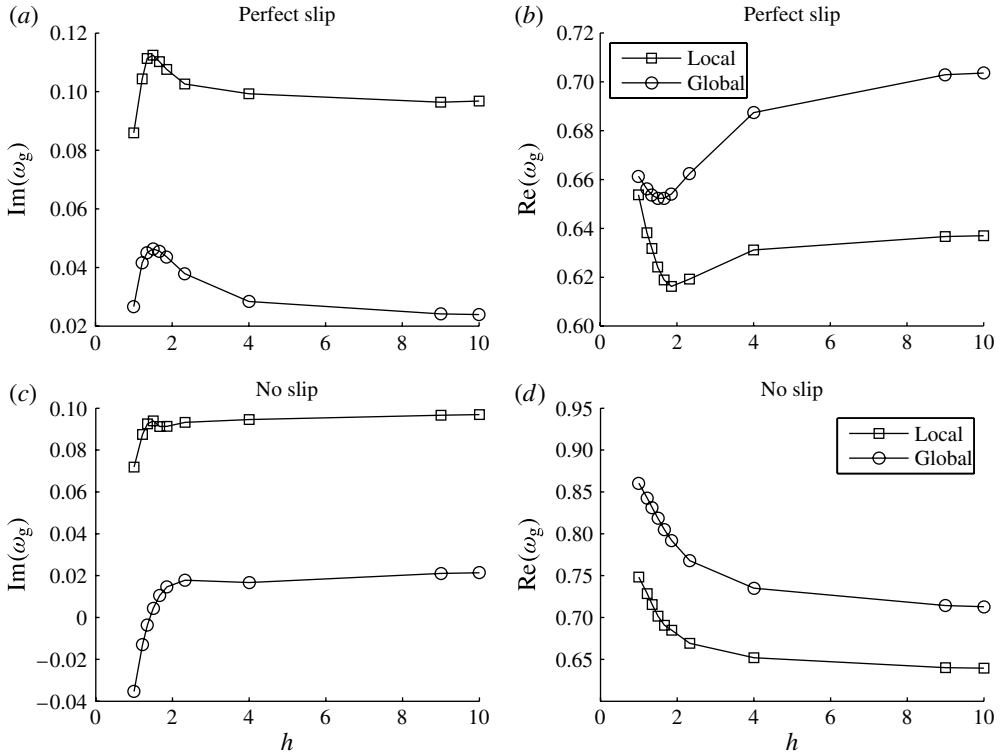 (a) Perfect slip
0.12
0.10
0.08
0.06
0.04
0.02
Im(ωg)
0 2 4 6 8 10
(b) Perfect slip
0.72
0.70
0.68
0.66
0.64
0.62
0.60
Re(ωg)
Local
Global
0 2 4 6 8 10
(c) No slip
0.10
0.08
0.06
0.04
0.02
0
−0.02
−0.04
Im(ωg)
0 2 4 6 8 10
h
(d) No slip
0.95
0.90
0.85
0.80
0.75
0.70
0.65
Re(ωg)
Local
Global
0 2 4 6 8 10
h